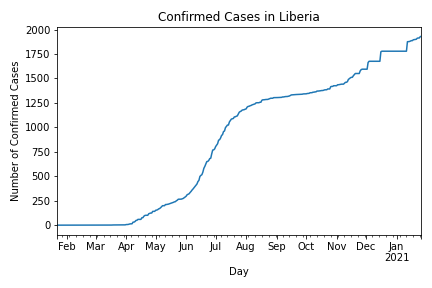 Confirmed Cases in Liberia
Number of Confirmed Cases
2000
1750
1500
1250
1000
750
500
250
0
Feb Mar Apr May Jun Jul Aug Sep Oct Nov Dec Jan
2021
Day